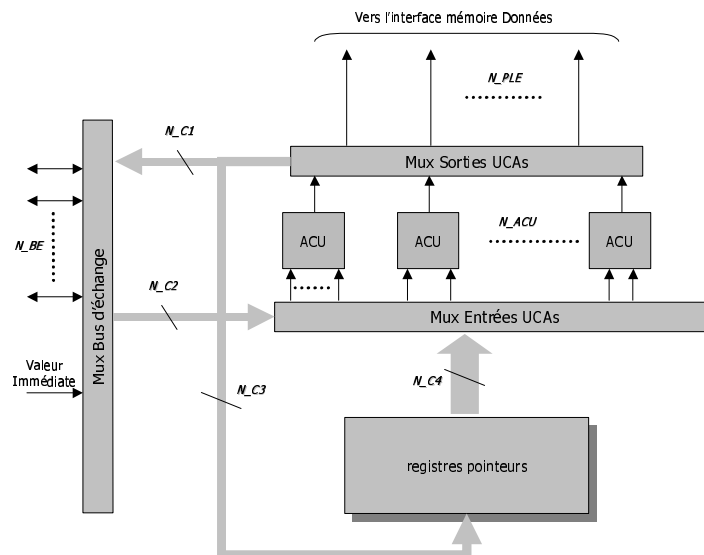 Vers l'interface mémoire Données
N_PLE
N_C1
Mux Sorties UCAs
N_ACU
ACU
ACU
ACU
N_BE
N_C2
Mux Bus d'échange
Mux Entrées UCAs
Valeur
Immédiate
N_C3
N_C4
registres pointeurs